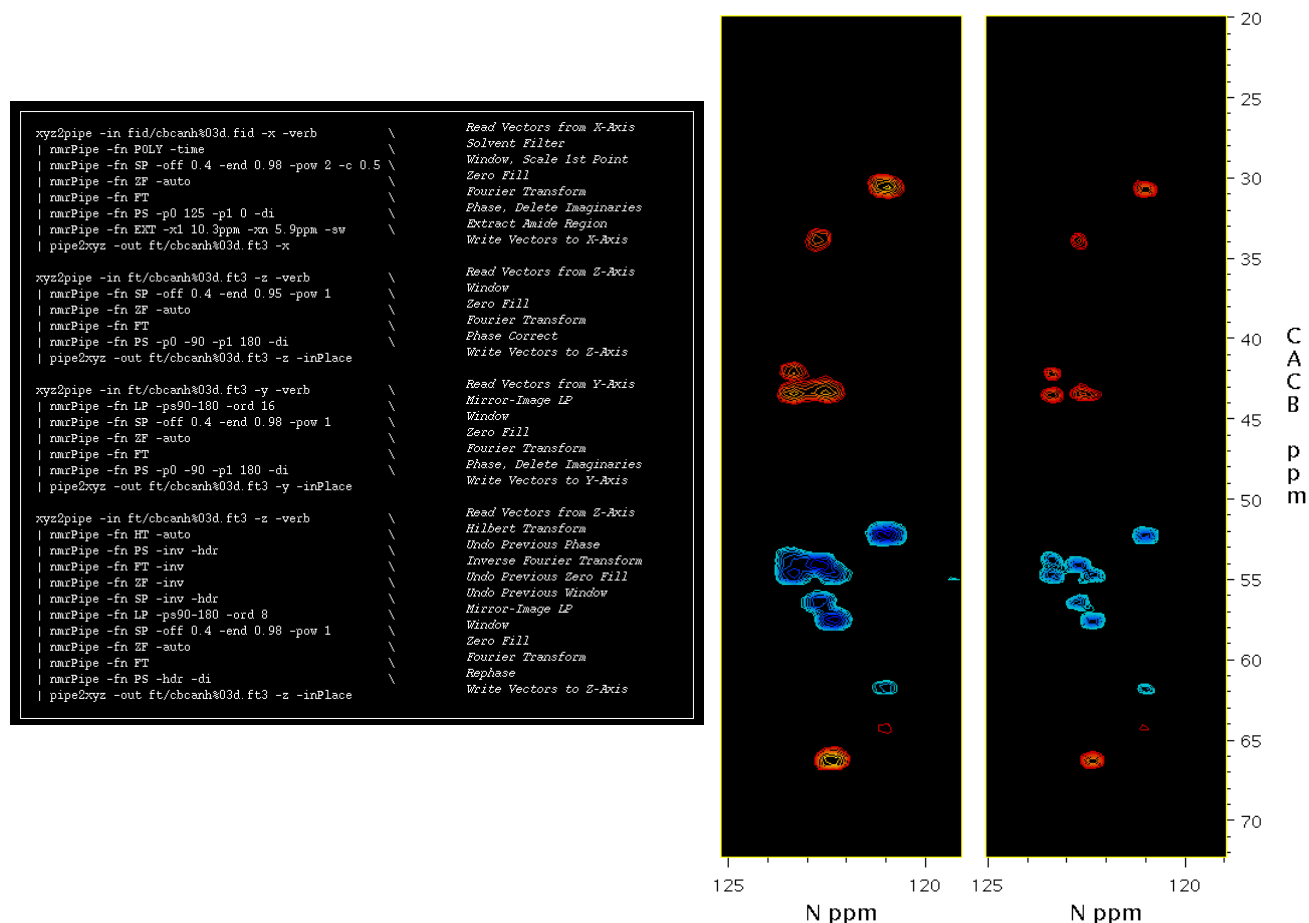 xyz2pipe -in fid/cbcanh%03d.fid -x -verb \ Read Vectors from X-Axis
| nmrPipe -fn POLY -time \ Solvent Filter
| nmrPipe -fn SP -off 0.4 -end 0.98 -pow 2 -c 0.5 \ Window, Scale 1st Point
| nmrPipe -fn ZF -auto \ Zero Fill
| nmrPipe -fn FT \ Fourier Transform
| nmrPipe -fn PS -p0 125 -p1 0 -di \ Phase, Delete Imaginaries
| nmrPipe -fn EXT -x1 10.3ppm -xn 5.9ppm -sw \ Extract Amide Region
| pipe2xyz -out ft/cbcanh%03d.ft3 -x Write Vectors to X-Axis
xyz2pipe -in ft/cbcanh%03d.ft3 -z -verb \ Read Vectors from Z-Axis
| nmrPipe -fn SP -off 0.4 -end 0.95 -pow 1 \ Window
| nmrPipe -fn ZF -auto \ Zero Fill
| nmrPipe -fn FT \ Fourier Transform
| nmrPipe -fn PS -p0 -90 -p1 180 -di \ Phase Correct
| pipe2xyz -out ft/cbcanh%03d.ft3 -z -inPlace Write Vectors to Z-Axis
xyz2pipe -in ft/cbcanh%03d.ft3 -y -verb \ Read Vectors from Y-Axis
| nmrPipe -fn LP -ps90-180 -ord 16 \ Mirror-Image LP
| nmrPipe -fn SP -off 0.4 -end 0.98 -pow 1 \ Window
| nmrPipe -fn ZF -auto \ Zero Fill
| nmrPipe -fn FT \ Fourier Transform
| nmrPipe -fn PS -p0 -90 -p1 180 -di \ Phase, Delete Imaginaries
| pipe2xyz -out ft/cbcanh%03d.ft3 -y -inPlace Write Vectors to Y-Axis
xyz2pipe -in ft/cbcanh%03d.ft3 -z -verb \ Read Vectors from Z-Axis
| nmrPipe -fn HT -auto \ Hilbert Transform
| nmrPipe -fn PS -inv -hdr \ Undo Previous Phase
| nmrPipe -fn FT -inv \ Inverse Fourier Transform
| nmrPipe -fn ZF -inv \ Undo Previous Zero Fill
| nmrPipe -fn SP -inv -hdr \ Undo Previous Window
| nmrPipe -fn LP -ps90-180 -ord 8 \ Mirror-Image LP
| nmrPipe -fn SP -off 0.4 -end 0.98 -pow 1 \ Window
| nmrPipe -fn ZF -auto \ Zero Fill
| nmrPipe -fn FT \ Fourier Transform
| nmrPipe -fn PS -hdr -di \ Rephase
| pipe2xyz -out ft/cbcanh%03d.ft3 -z -inPlace Write Vectors to Z-Axis
20
25
30
35
40
45
50
55
60
65
70
CACB ppm
125 120 125 120
N ppm N ppm